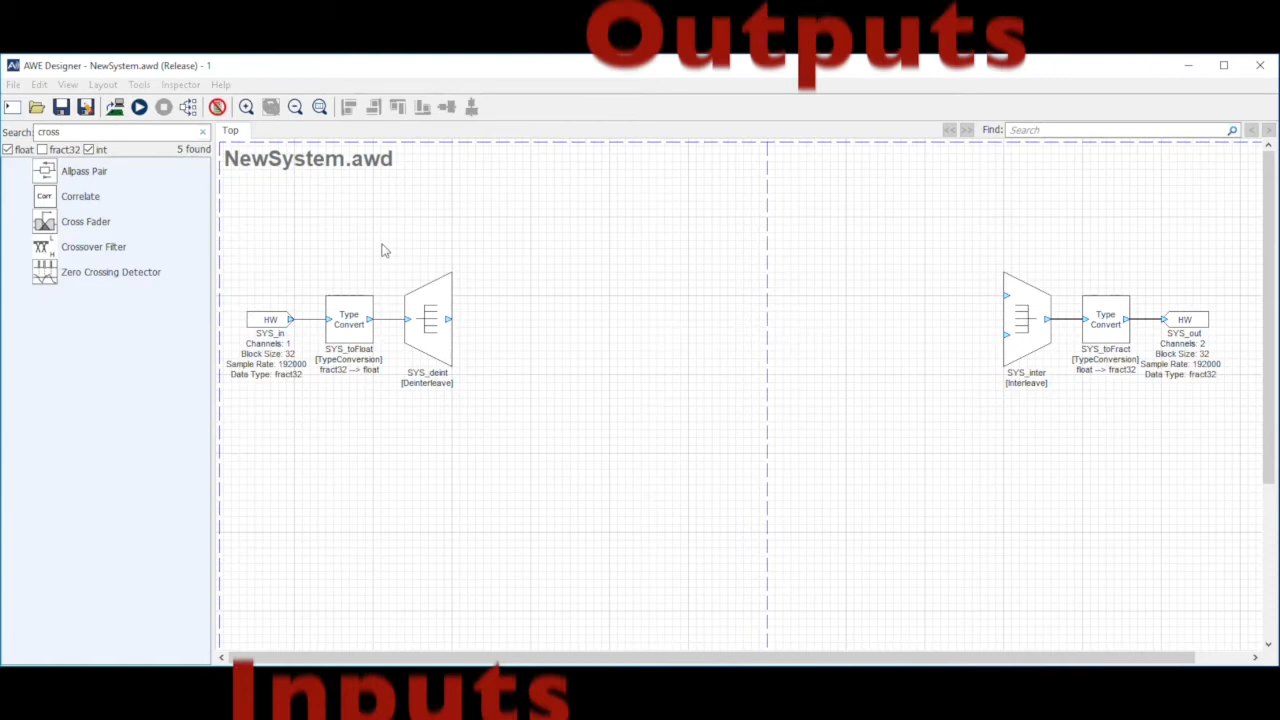 Outputs
AWE Designer - NewSystem.awd (Release) - 1
File Edit View Layout Tools Inspector Help
Search: cross
Top
Find: Search
float fract32 int 5 found
NewSystem.awd
Allpass Pair
Corr Correlate
Cross Fader
L
H
Crossover Filter
Zero Crossing Detector
HW
SYS_in
Channels: 1
Block Size: 32
Sample Rate: 192000
Data Type: fract32
Type
Convert
SYS_toFloat
[TypeConversion]
fract32 --> float
SYS_deint
[Deinterleave]
SYS_inter
[Interleave]
Type
Convert
SYS_toFract
[TypeConversion]
float --> fract32
HW
SYS_out
Channels: 2
Block Size: 32
Sample Rate: 192000
Data Type: fract32
Inputs